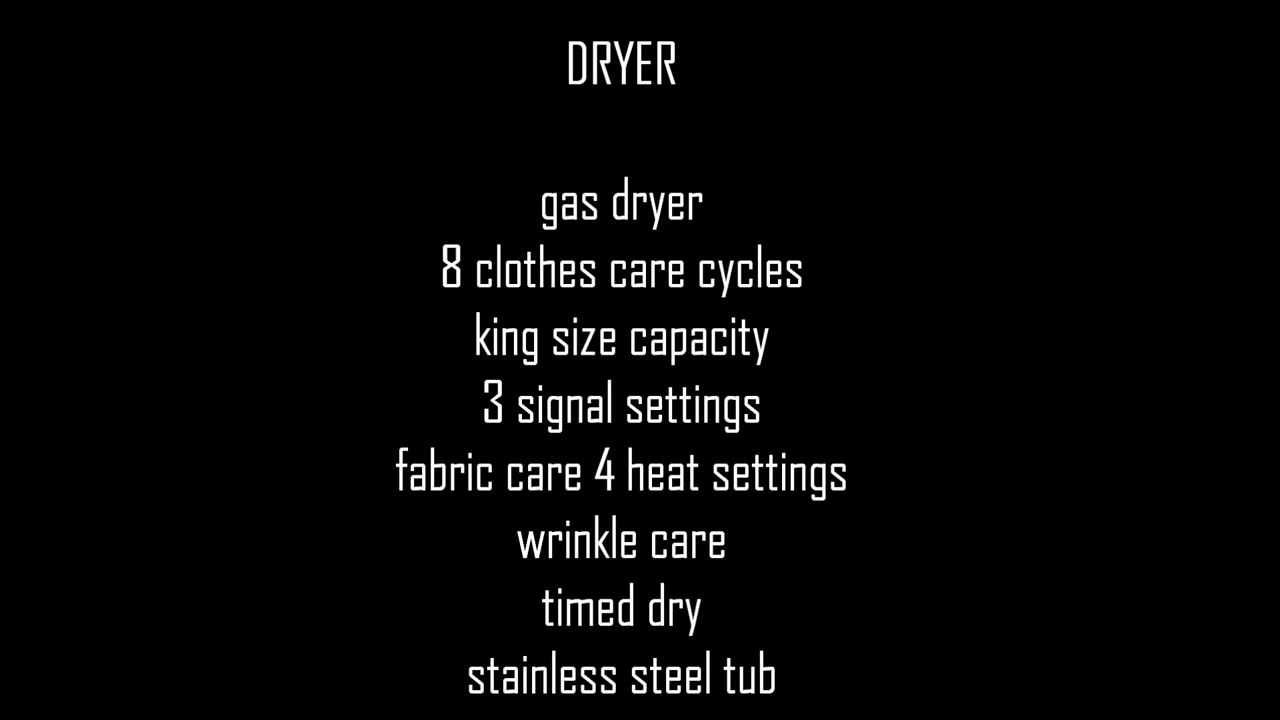 DRYER
gas dryer
8 clothes care cycles
king size capacity
3 signal settings
fabric care 4 heat settings
wrinkle care
timed dry
stainless steel tub